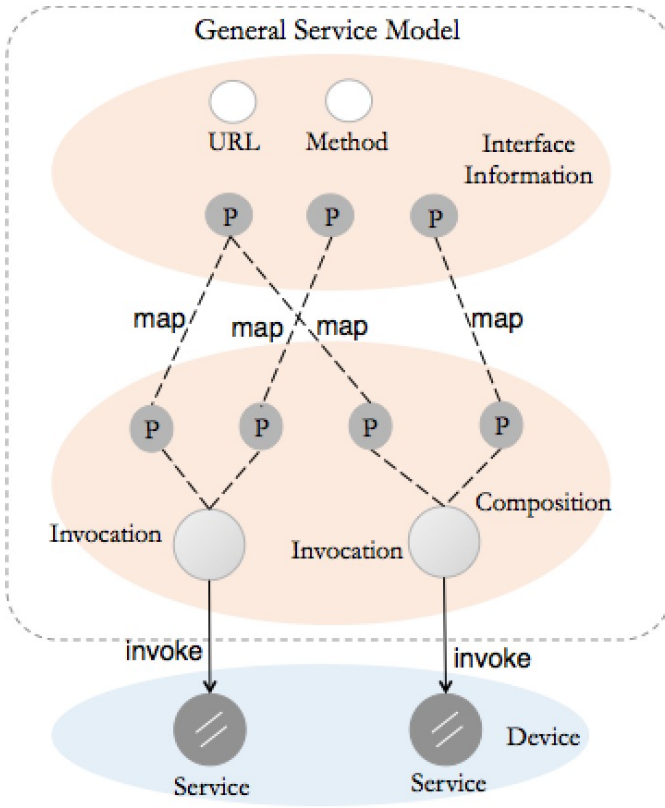 General Service Model
URL
Method
Interface
Information
P
P
P
map
map
map
map
P
P
P
P
Composition
Invocation
Invocation
invoke
invoke
Device
Service
Service